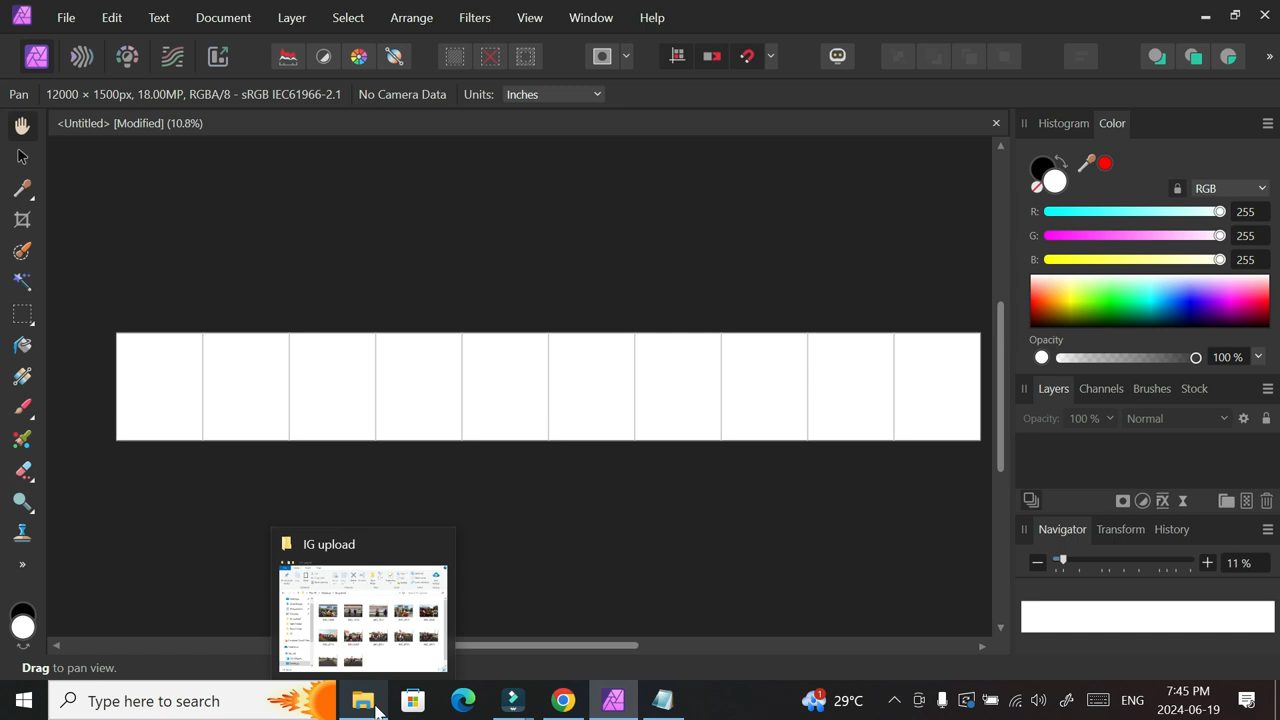 File Edit Text Document Layer Select Arrange Filters View Window Help
Pan 12000 × 1500px, 18.00MP, RGBA/8 - sRGB IEC61966-2.1 No Camera Data Units: Inches
<Untitled> [Modified] (10.8%)
Histogram Color
RGB
R: 255
G: 255
B: 255
Opacity
100 %
Layers Channels Brushes Stock
Opacity: 100 % Normal
Navigator Transform History
IG upload
pan view.
Type here to search
1
29°C
ENG
7:45 PM
2024-06-19